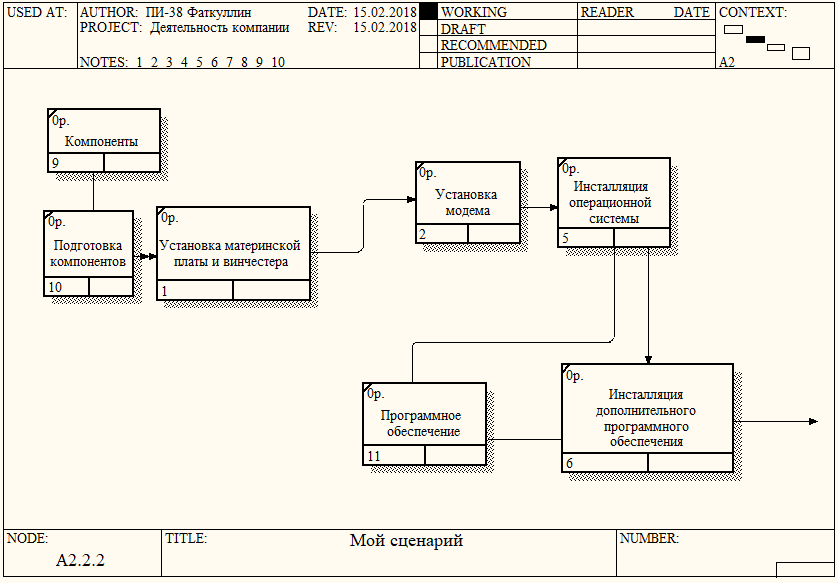 USED AT: AUTHOR: ПИ-38 Фаткуллин DATE: 15.02.2018 WORKING READER DATE CONTEXT:
PROJECT: Деятельность компании REV: 15.02.2018 DRAFT
RECOMMENDED
NOTES: 1 2 3 4 5 6 7 8 9 10 PUBLICATION A2
0р.
Компоненты
9
0р.
Подготовка
компонентов
10
0р.
Установка материнской
платы и винчестера
1
0р.
Установка
модема
2
0р.
Инсталляция
операционной
системы
5
0р.
Программное
обеспечение
11
0р.
Инсталляция
дополнительного
программного
обеспечения
6
NODE: TITLE: Мой сценарий NUMBER:
A2.2.2